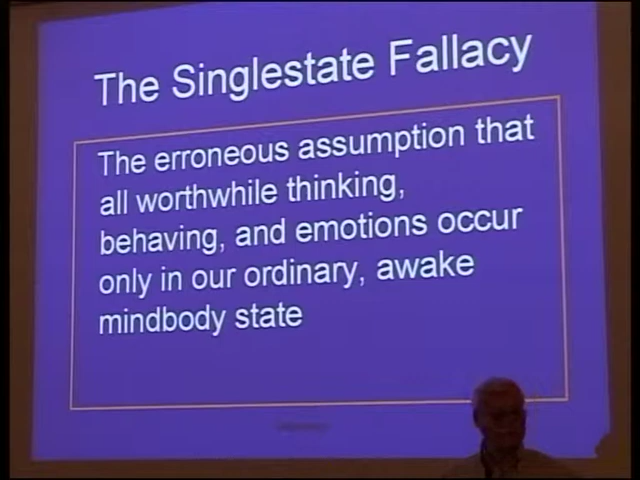 The Singlestate Fallacy
The erroneous assumption that
all worthwhile thinking,
behaving, and emotions occur
only in our ordinary, awake
mindbody state